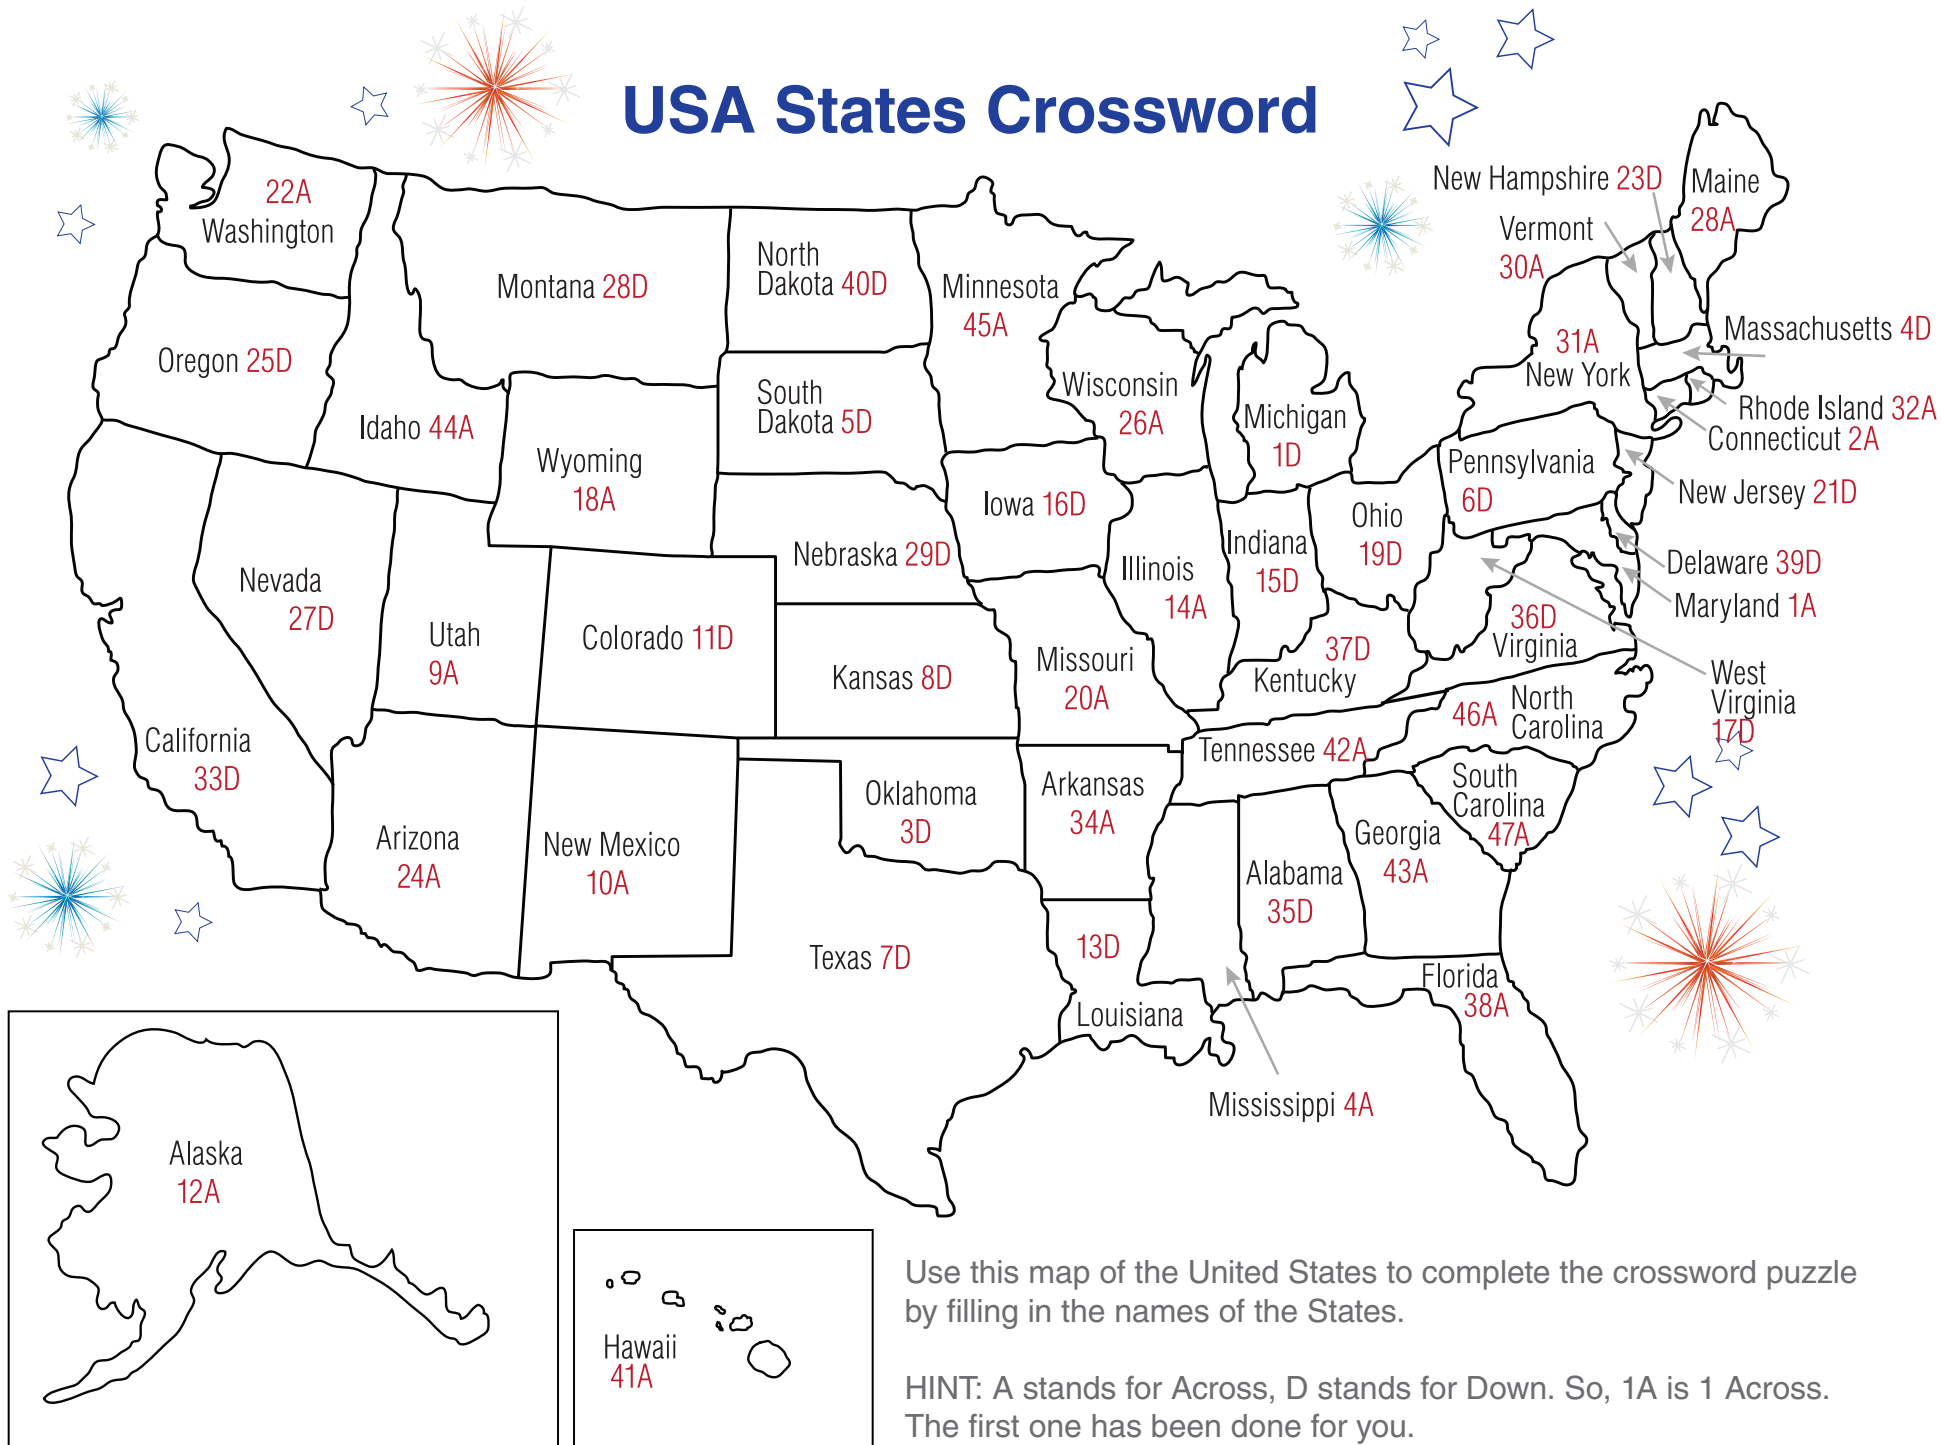 USA States Crossword
22A
Washington
Montana 28D
North
Dakota 40D
Minnesota
45A
New Hampshire 23D
Maine
28A
Vermont
30A
Oregon 25D
Idaho 44A
South
Dakota 5D
Wisconsin
26A
Michigan
1D
31A
New York
Massachusetts 4D
Rhode Island 32A
Connecticut 2A
Wyoming
18A
Pennsylvania
6D
New Jersey 21D
Iowa 16D
Ohio
19D
Nebraska 29D
Indiana
15D
Illinois
14A
Delaware 39D
Maryland 1A
Nevada
27D
Utah
9A
Colorado 11D
Kansas 8D
Missouri
20A
37D
Kentucky
36D
Virginia
West
Virginia
17D
California
33D
46A
North
Carolina
Tennessee 42A
Oklahoma
3D
Arkansas
34A
South
Carolina
47A
Arizona
24A
New Mexico
10A
Georgia
43A
Alabama
35D
Texas 7D
13D
Louisiana
Florida
38A
Mississippi 4A
Alaska
12A
Hawaii
41A
Use this map of the United States to complete the crossword puzzle
by filling in the names of the States.
HINT: A stands for Across, D stands for Down. So, 1A is 1 Across.
The first one has been done for you.